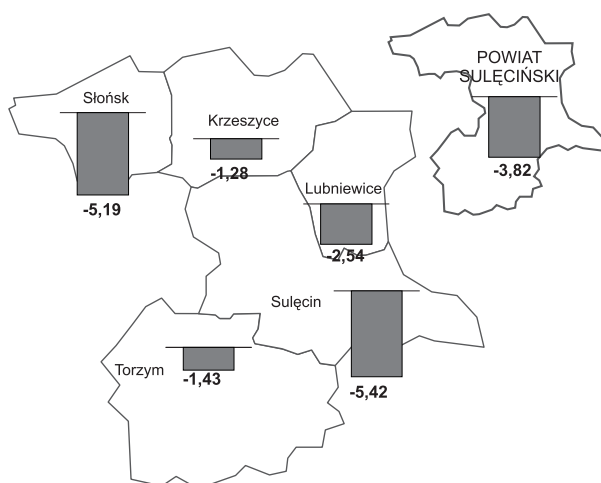 POWIAT
SULĘCIŃSKI
-3,82
Słońsk
-5,19
Krzeszyce
-1,28
Lubniewice
-2,54
Sulęcin
-5,42
Torzym
-1,43